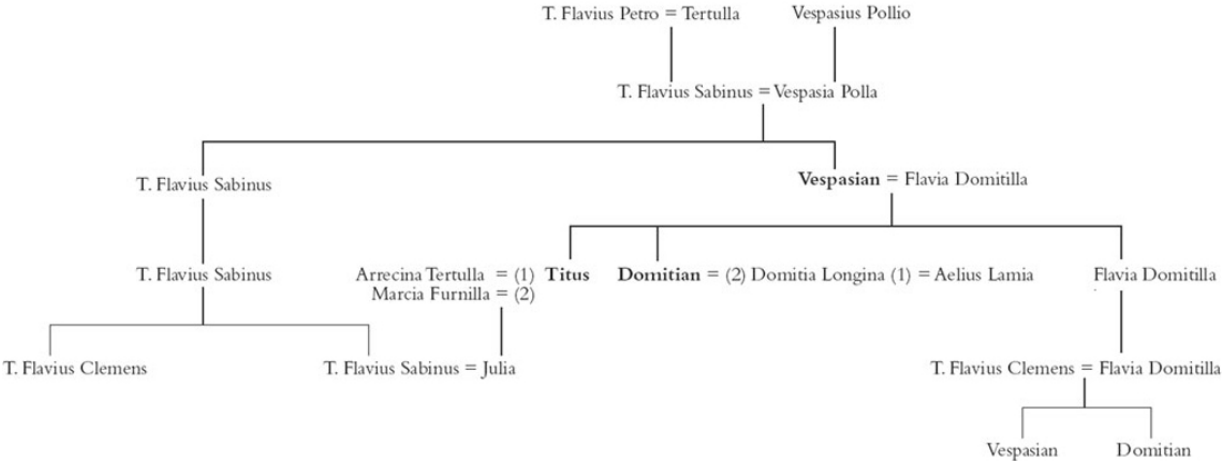 T. Flavius Petro = Tertulla Vespasius Pollio
T. Flavius Sabinus = Vespasia Polla
T. Flavius Sabinus Vespasian = Flavia Domitilla
T. Flavius Sabinus Arrecina Tertulla = (1) Titus Domitian = (2) Domitia Longina (1) = Aelius Lamia Flavia Domitilla
Marcia Furnilla = (2)
T. Flavius Clemens T. Flavius Sabinus = Julia T. Flavius Clemens = Flavia Domitilla
Vespasian Domitian